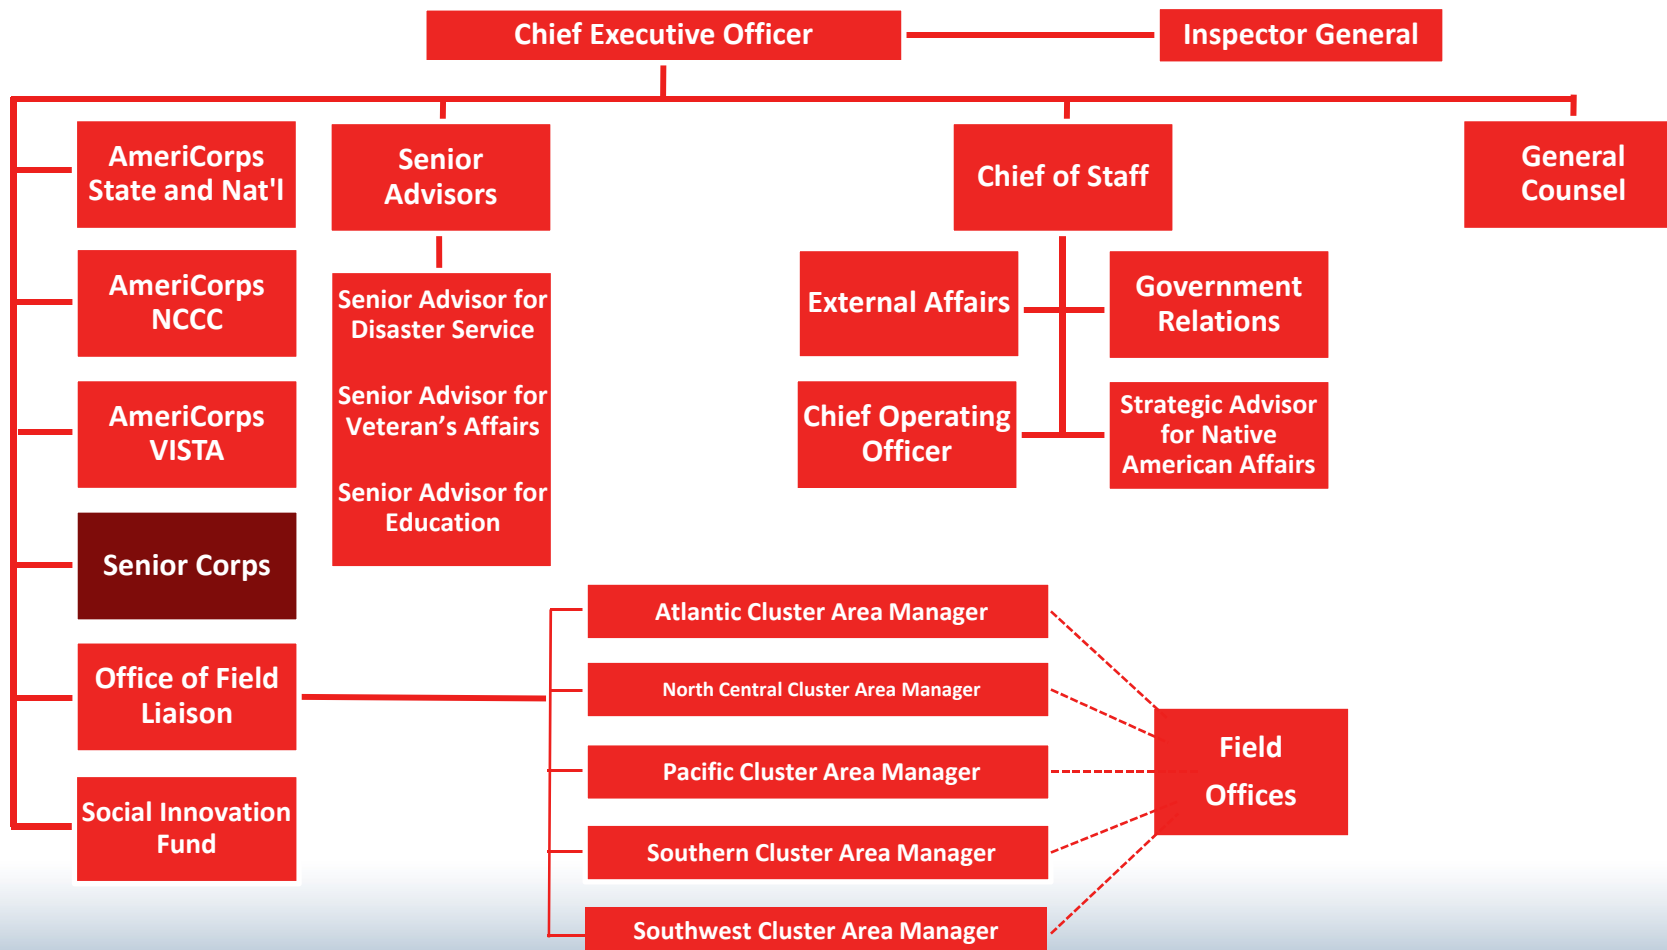 Chief Executive Officer
Inspector General
AmeriCorps
State and Nat'l
Senior
Advisors
Chief of Staff
General
Counsel
AmeriCorps
NCCC
Senior Advisor for
Disaster Service
Senior Advisor for
Veteran’s Affairs
Senior Advisor for
Education
External Affairs
Government
Relations
AmeriCorps
VISTA
Chief Operating
Officer
Strategic Advisor
for Native
American Affairs
Senior Corps
Office of Field
Liaison
Social Innovation
Fund
Atlantic Cluster Area Manager
North Central Cluster Area Manager
Pacific Cluster Area Manager
Southern Cluster Area Manager
Southwest Cluster Area Manager
Field
Offices